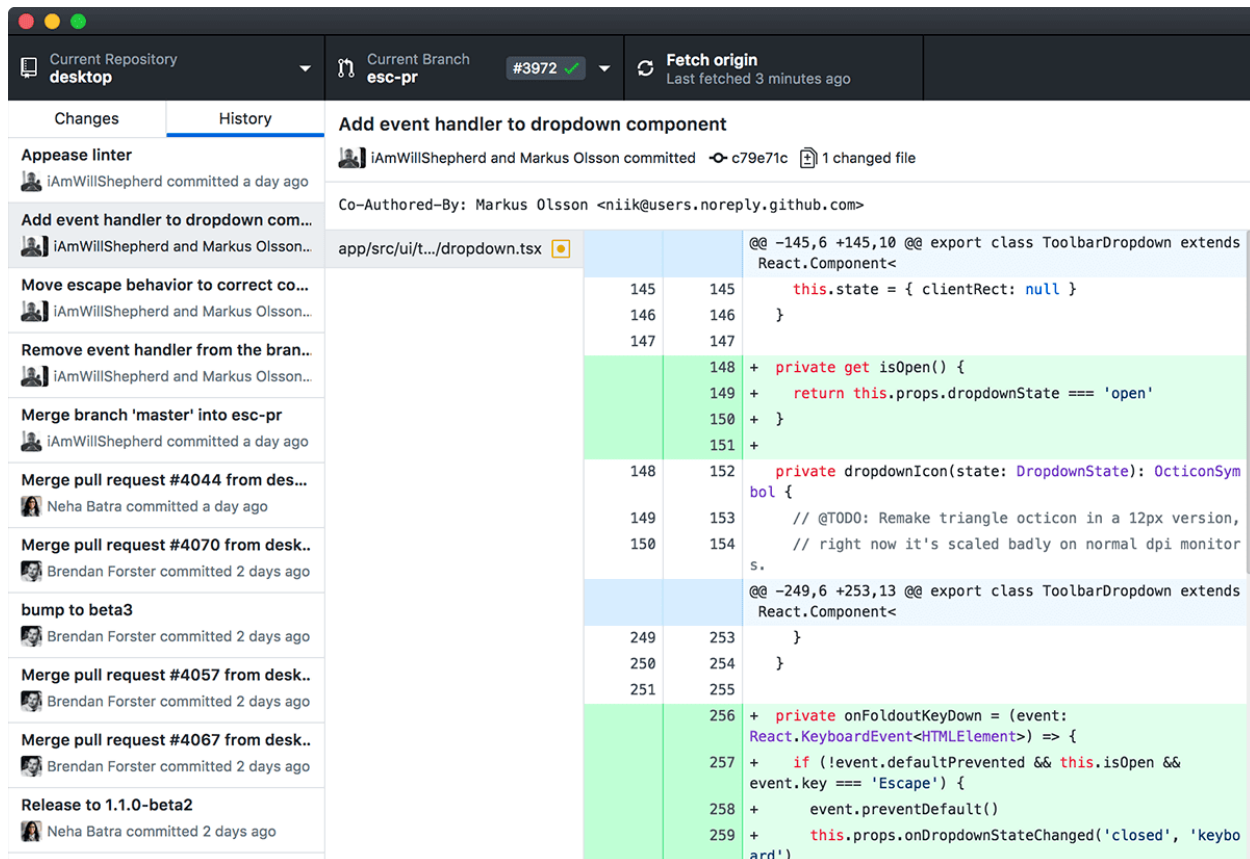 Current Repository
desktop
Current Branch
esc-pr
#3972
Fetch origin
Last fetched 3 minutes ago
Changes
History
Appease linter
iAmWillShepherd committed a day ago
Add event handler to dropdown com...
iAmWillShepherd and Markus Olsson...
Move escape behavior to correct co...
iAmWillShepherd and Markus Olsson...
Remove event handler from the bran...
iAmWillShepherd and Markus Olsson...
Merge branch 'master' into esc-pr
iAmWillShepherd committed a day ago
Merge pull request #4044 from des...
Neha Batra committed a day ago
Merge pull request #4070 from desk...
Brendan Forster committed 2 days ago
bump to beta3
Brendan Forster committed 2 days ago
Merge pull request #4057 from desk...
Brendan Forster committed 2 days ago
Merge pull request #4067 from desk...
Brendan Forster committed 2 days ago
Release to 1.1.0-beta2
Neha Batra committed 2 days ago
Add event handler to dropdown component
iAmWillShepherd and Markus Olsson committed c79e71c 1 changed file
Co-Authored-By: Markus Olsson <niik@users.noreply.github.com>
app/src/ui/t.../dropdown.tsx
@@ -145,6 +145,10 @@ export class ToolbarDropdown extends
React.Component<
145 145 this.state = { clientRect: null }
146 146 }
147 147
148 + private get isOpen() {
149 + return this.props.dropdownState === 'open'
150 + }
151 +
148 152 private dropdownIcon(state: DropdownState): OcticonSym
bol {
149 153 // @TODO: Remake triangle octicon in a 12px version,
150 154 // right now it's scaled badly on normal dpi monitor
s.
@@ -249,6 +253,13 @@ export class ToolbarDropdown extends
React.Component<
249 253 }
250 254 }
251 255
256 + private onFoldoutKeyDown = (event:
React.KeyboardEvent<HTMLElement>) => {
257 + if (!event.defaultPrevented && this.isOpen &&
event.key === 'Escape') {
258 + event.preventDefault()
259 + this.props.onDropdownStateChanged('closed', 'keybo
ard')